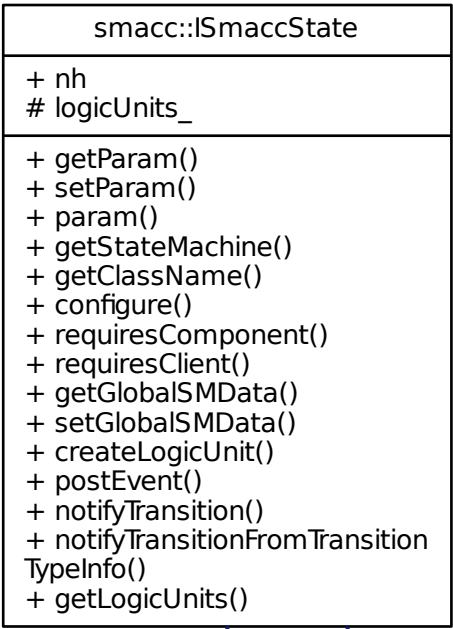 smacc::ISmaccState
+ nh
# logicUnits_
+ getParam()
+ setParam()
+ param()
+ getStateMachine()
+ getClassName()
+ configure()
+ requiresComponent()
+ requiresClient()
+ getGlobalSMData()
+ setGlobalSMData()
+ createLogicUnit()
+ postEvent()
+ notifyTransition()
+ notifyTransitionFromTransition
TypeInfo()
+ getLogicUnits()